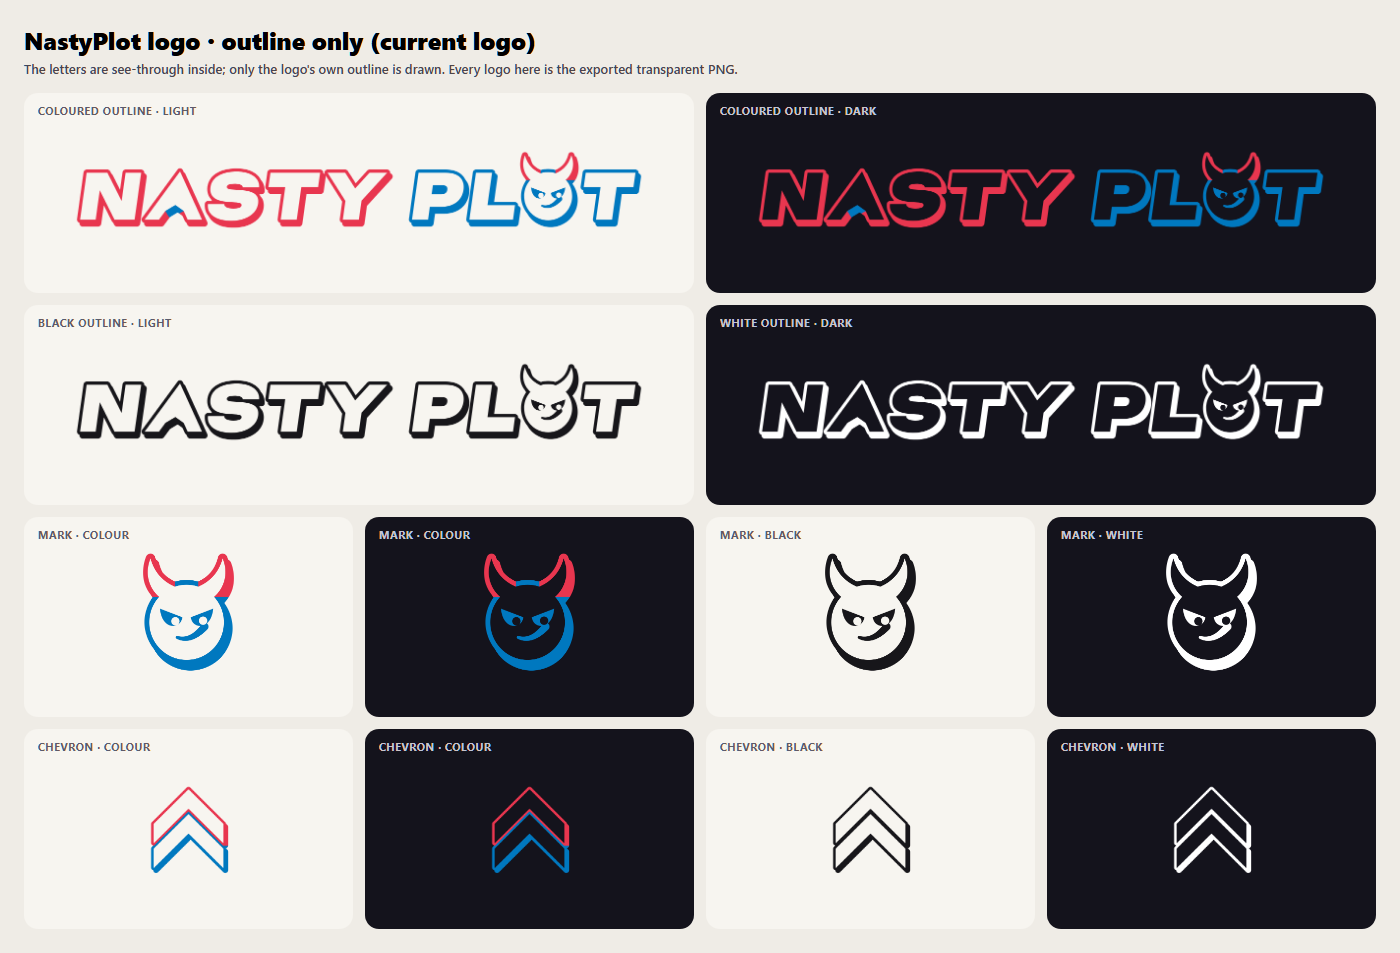 NastyPlot logo · outline only (current logo)
The letters are see-through inside; only the logo's own outline is drawn. Every logo here is the exported transparent PNG.
COLOURED OUTLINE · LIGHT
NASTY PLOT
COLOURED OUTLINE · DARK
NASTY PLOT
BLACK OUTLINE · LIGHT
NASTY PLOT
WHITE OUTLINE · DARK
NASTY PLOT
MARK · COLOUR
MARK · COLOUR
MARK · BLACK
MARK · WHITE
CHEVRON · COLOUR
CHEVRON · COLOUR
CHEVRON · BLACK
CHEVRON · WHITE